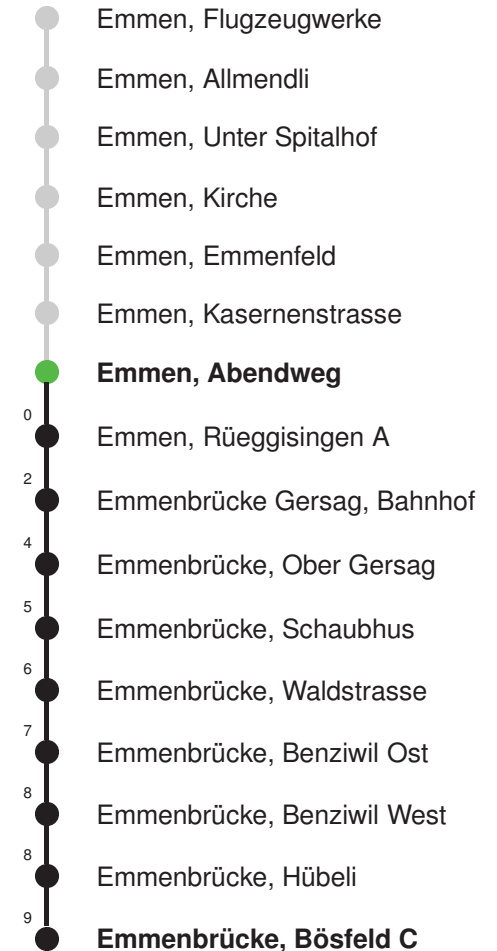 Emmen, Flugzeugwerke
Emmen, Allmendli
Emmen, Unter Spitalhof
Emmen, Kirche
Emmen, Emmenfeld
Emmen, Kasernenstrasse
Emmen, Abendweg
0
Emmen, Rüeggisingen A
2
Emmenbrücke Gersag, Bahnhof
4
Emmenbrücke, Ober Gersag
5
Emmenbrücke, Schaubhus
6
Emmenbrücke, Waldstrasse
7
Emmenbrücke, Benziwil Ost
8
Emmenbrücke, Benziwil West
8
Emmenbrücke, Hübeli
9
Emmenbrücke, Bösfeld C